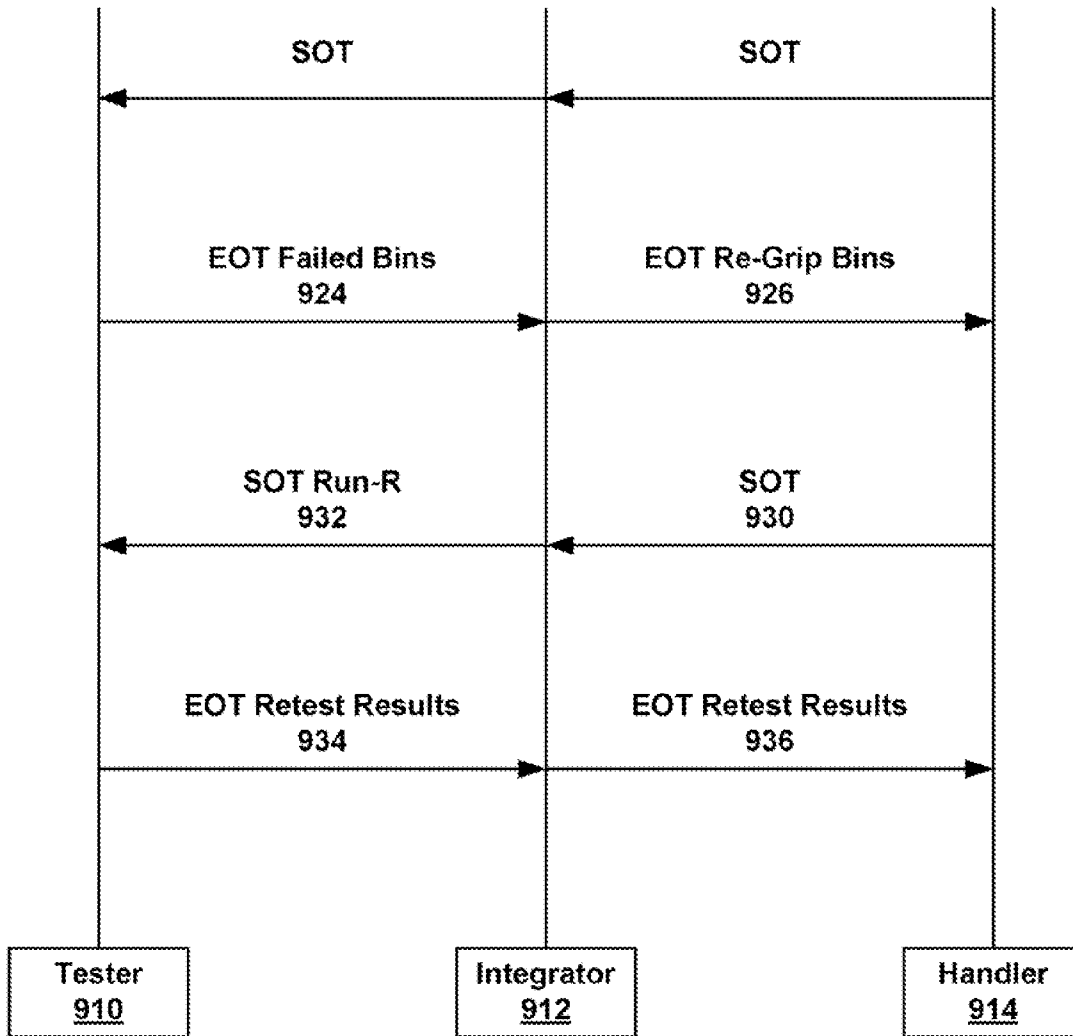 SOT SOT
EOT Failed Bins EOT Re-Grip Bins
924 926
SOT Run-R SOT
932 930
EOT Retest Results EOT Retest Results
934 936
Tester Integrator Handler
910 912 914